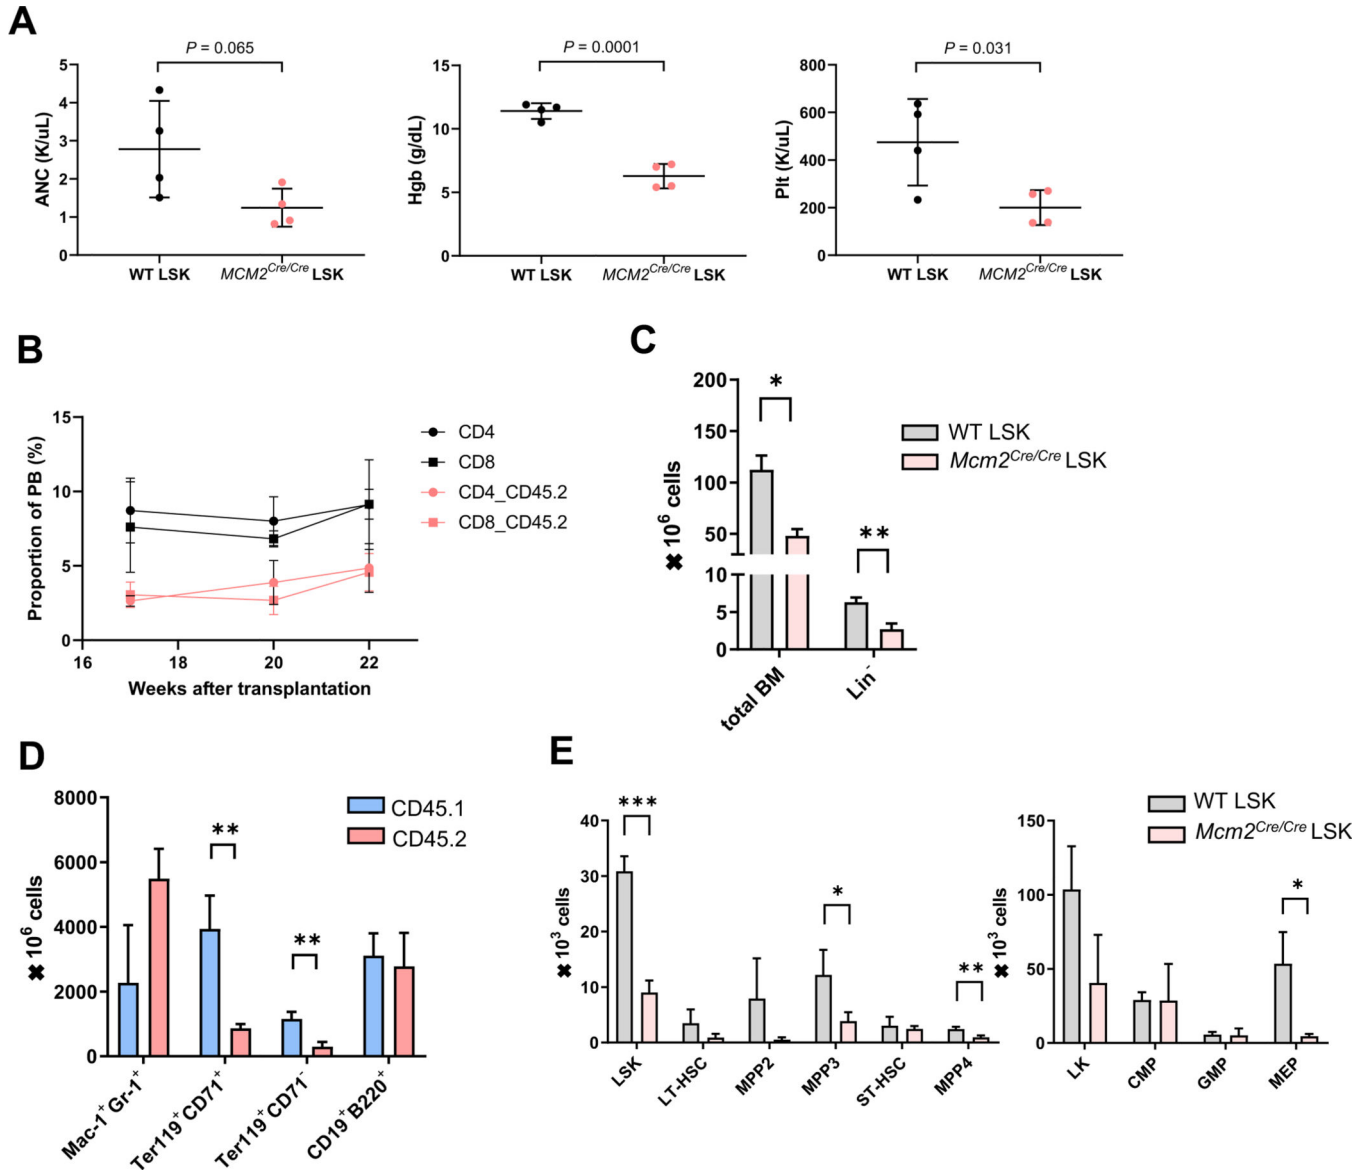 A
P = 0.065
P = 0.0001
P = 0.031
ANC (K/uL)
5
4
3
2
1
0
WT LSK
MCM2Cre/Cre LSK
Hgb (g/dL)
15
10
5
0
WT LSK
MCM2Cre/Cre LSK
Plt (K/uL)
800
600
400
200
0
WT LSK
MCM2Cre/Cre LSK
B
Proportion of PB (%)
15
10
5
0
16
18
20
22
Weeks after transplantation
CD4
CD8
CD4_CD45.2
CD8_CD45.2
C
✖ 10⁶ cells
200
150
100
50
10
5
0
*
**
total BM
Lin⁻
WT LSK
Mcm2Cre/Cre LSK
D
✖ 10⁶ cells
8000
6000
4000
2000
0
**
**
Mac-1⁺Gr-1⁺
Ter119⁺CD71⁺
Ter119⁺CD71⁻
CD19⁺B220⁺
CD45.1
CD45.2
E
✖ 10³ cells
40
30
20
10
0
***
*
**
LSK
LT-HSC
MPP2
MPP3
ST-HSC
MPP4
✖ 10³ cells
150
100
50
0
*
LK
CMP
GMP
MEP
WT LSK
Mcm2Cre/Cre LSK